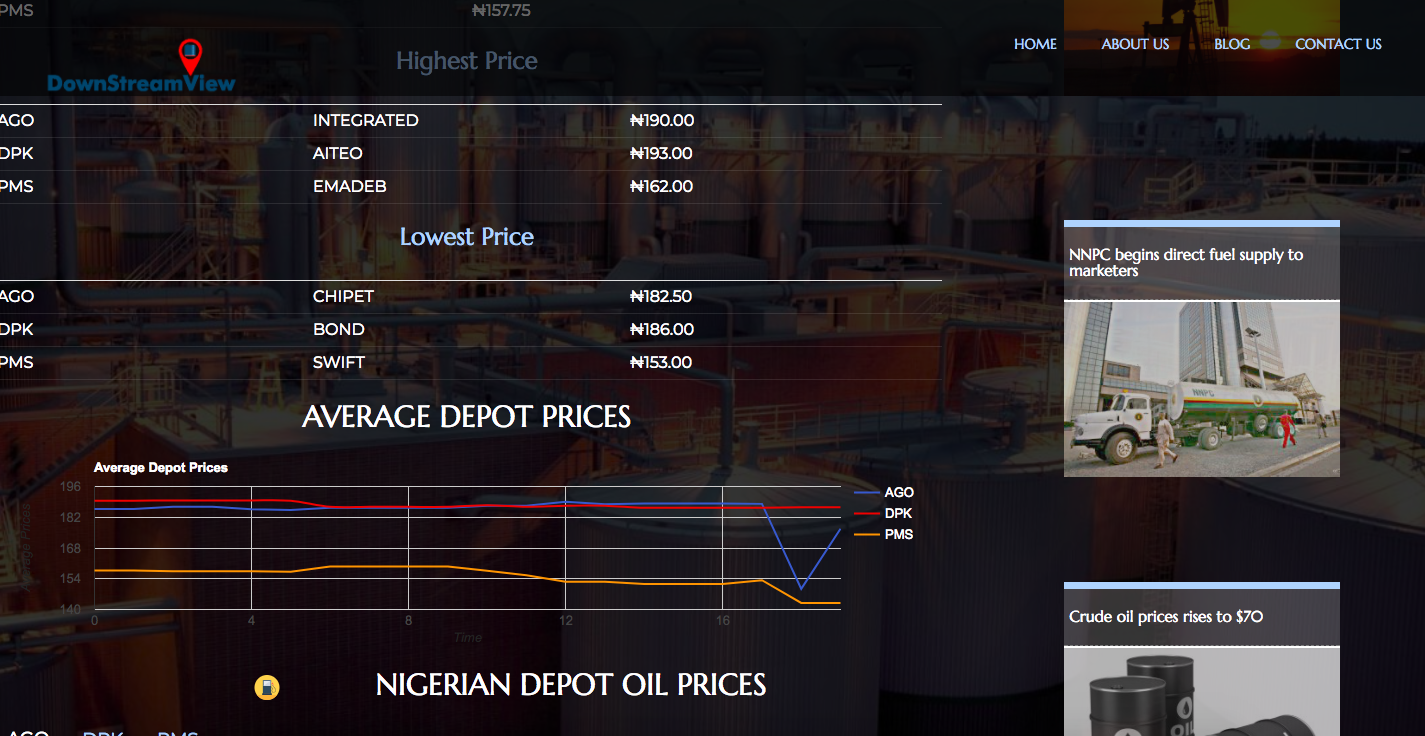 PMS ₦157.75
DownStreamView
HOME ABOUT US BLOG CONTACT US
Highest Price
AGO INTEGRATED ₦190.00
DPK AITEO ₦193.00
PMS EMADEB ₦162.00
Lowest Price
AGO CHIPET ₦182.50
DPK BOND ₦186.00
PMS SWIFT ₦153.00
AVERAGE DEPOT PRICES
Average Depot Prices
196
182
168
154
140
0 4 8 12 16
Time
AGO
DPK
PMS
NIGERIAN DEPOT OIL PRICES
AGO DPK PMS
NNPC begins direct fuel supply to
marketers
NNPC
Crude oil prices rises to $70
OIL